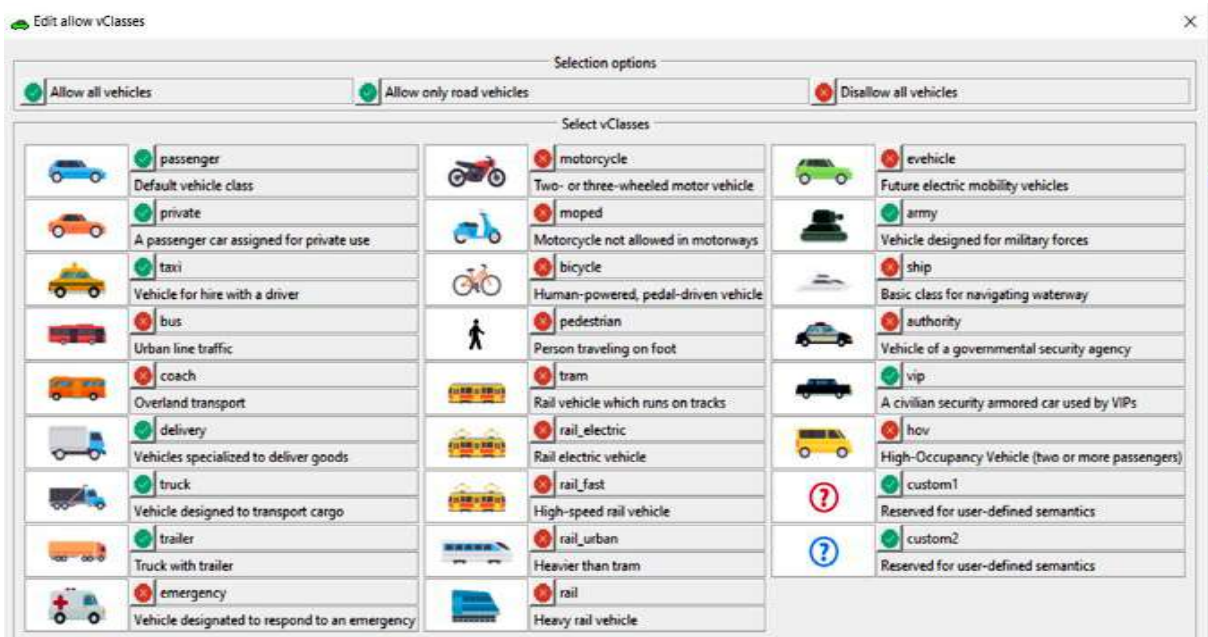 Edit allow vClasses
Selection options
Allow all vehicles
Allow only road vehicles
Disallow all vehicles
Select vClasses
passenger
Default vehicle class
private
A passenger car assigned for private use
taxi
Vehicle for hire with a driver
bus
Urban line traffic
coach
Overland transport
delivery
Vehicles specialized to deliver goods
truck
Vehicle designed to transport cargo
trailer
Truck with trailer
emergency
Vehicle designated to respond to an emergency
motorcycle
Two- or three-wheeled motor vehicle
moped
Motorcycle not allowed in motorways
bicycle
Human-powered, pedal-driven vehicle
pedestrian
Person traveling on foot
tram
Rail vehicle which runs on tracks
rail_electric
Rail electric vehicle
rail_fast
High-speed rail vehicle
rail_urban
Heavier than tram
rail
Heavy rail vehicle
evehicle
Future electric mobility vehicles
army
Vehicle designed for military forces
ship
Basic class for navigating waterway
authority
Vehicle of a governmental security agency
vip
A civilian security armored car used by VIPs
hov
High-Occupancy Vehicle (two or more passengers)
? custom1
Reserved for user-defined semantics
? custom2
Reserved for user-defined semantics